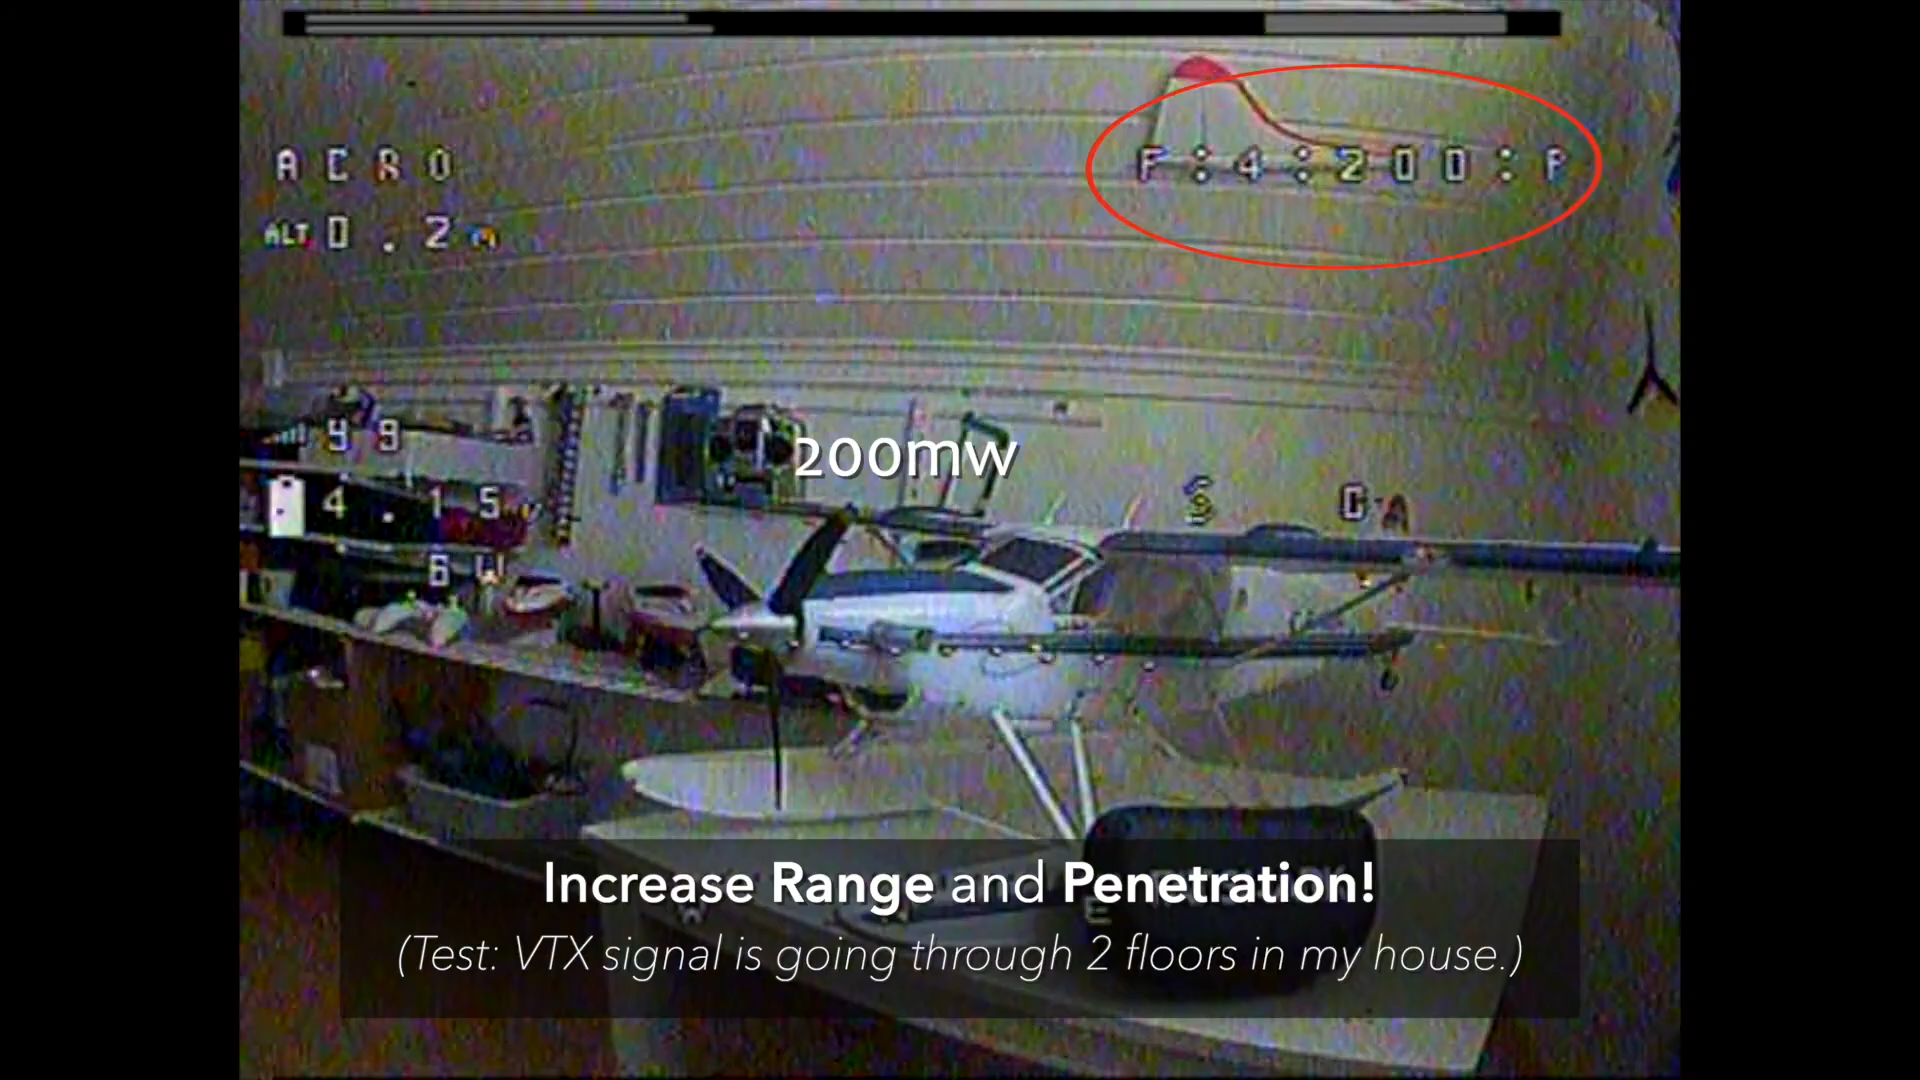 ACRO
F:4:200:P
ALT 0.2m
99
200mw
4.15v
S C
6W
Increase Range and Penetration!
(Test: VTX signal is going through 2 floors in my house.)